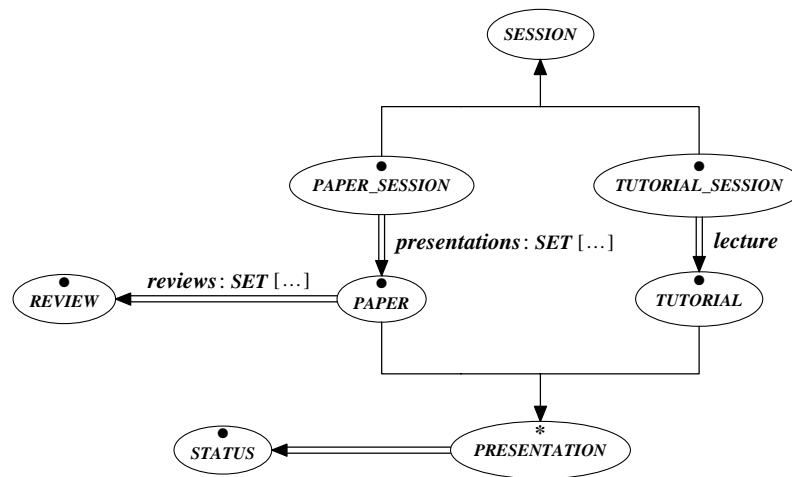 SESSION
PAPER_SESSION
TUTORIAL_SESSION
presentations: SET […]
lecture
reviews: SET […]
REVIEW
PAPER
TUTORIAL
*
STATUS
PRESENTATION